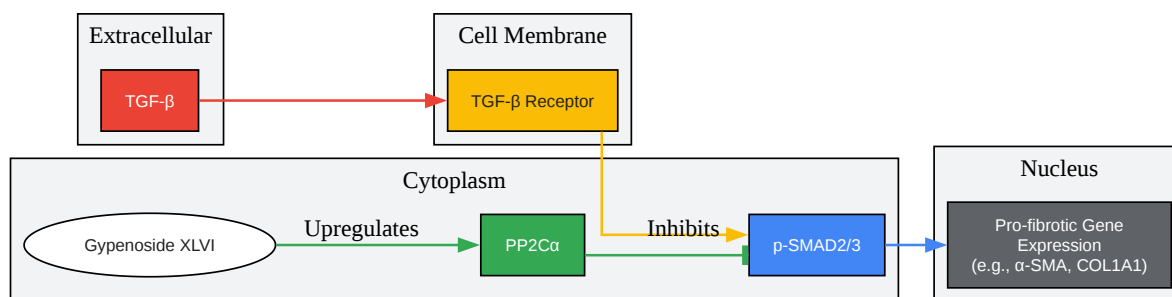 Extracellular
Cell Membrane
TGF-β
TGF-β Receptor
Cytoplasm
Nucleus
Gypenoside XLVI
Upregulates
PP2Cα
Inhibits
p-SMAD2/3
Pro-fibrotic Gene
Expression
(e.g., α-SMA, COL1A1)